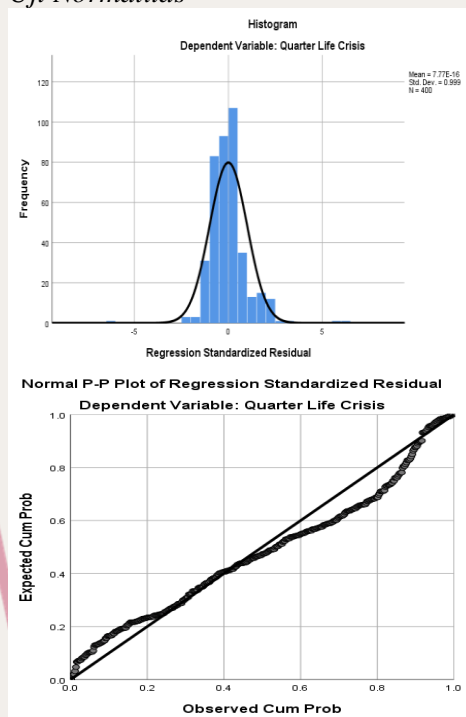 Uji Normalitas
Histogram
Dependent Variable: Quarter Life Crisis
Mean = 7.77E-16
Std. Dev. = 0.999
N = 400
Frequency
120
100
80
60
40
20
0
-5
0
5
Regression Standardized Residual
Normal P-P Plot of Regression Standardized Residual
Dependent Variable: Quarter Life Crisis
Expected Cum Prob
1.0
0.8
0.6
0.4
0.2
0.0
0.0
0.2
0.4
0.6
0.8
1.0
Observed Cum Prob